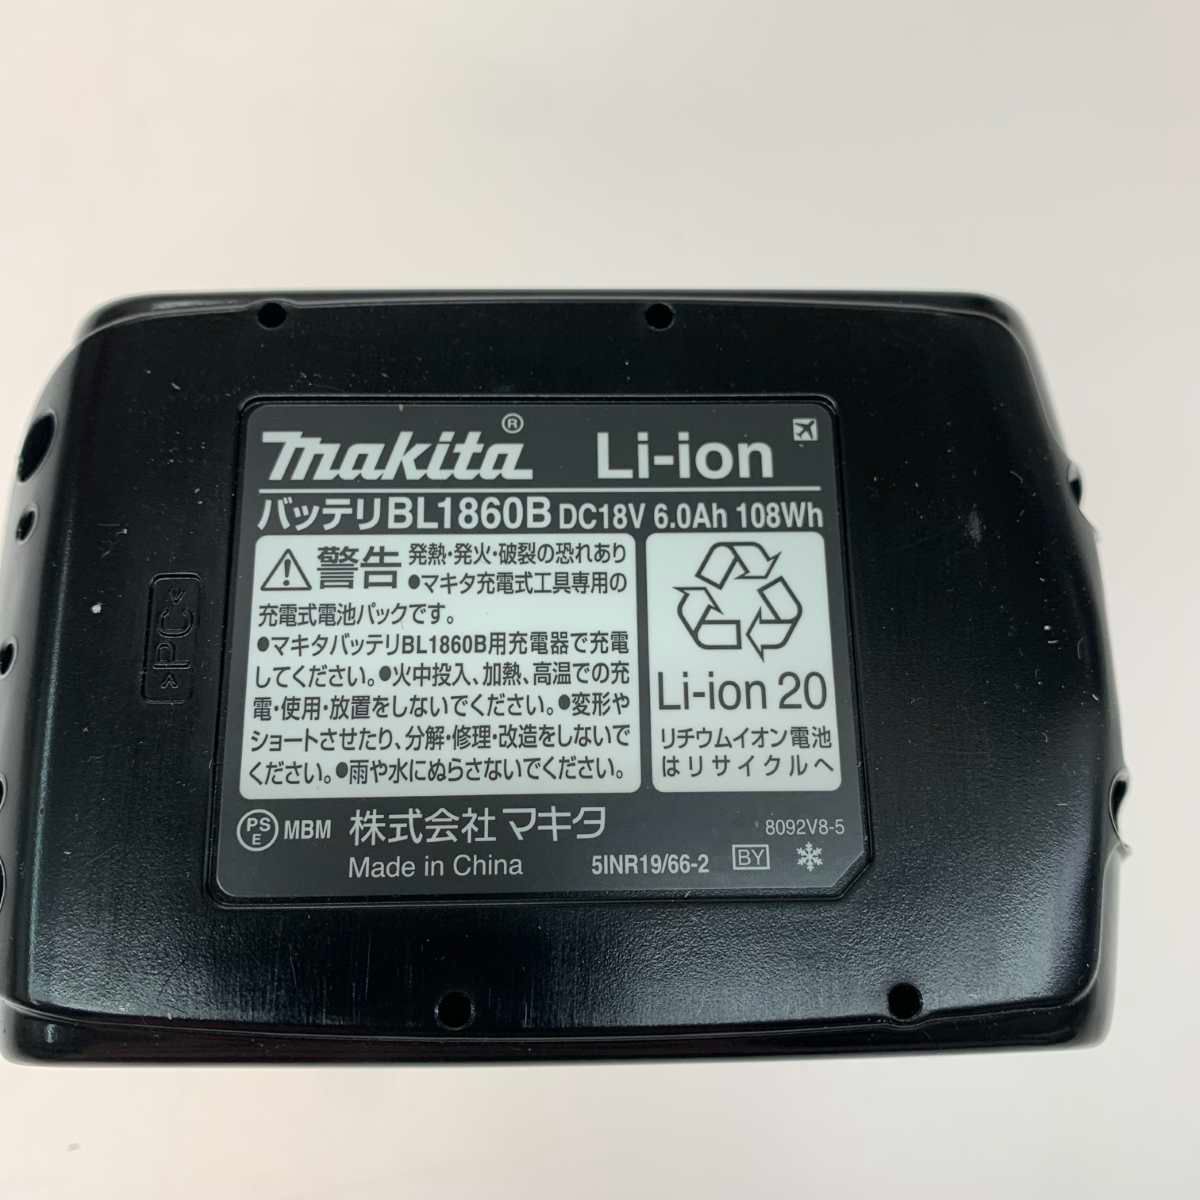 makita® Li-ion
バッテリBL1860B DC18V 6.0Ah 108Wh
警告 発熱・発火・破裂の恐れあり
●マキタ充電式工具専用の
充電式電池パックです。
●マキタバッテリBL1860B用充電器で充電
してください。●火中投入、加熱、高温での充
電・使用・放置をしないでください。●変形や
ショートさせたり、分解・修理・改造をしないで
ください。●雨や水にぬらさないでください。
Li-ion 20
リチウムイオン電池
はリサイクルへ
PS
E
MBM 株式会社マキタ
Made in China
8092V8-5
5INR19/66-2 BY
>PC<